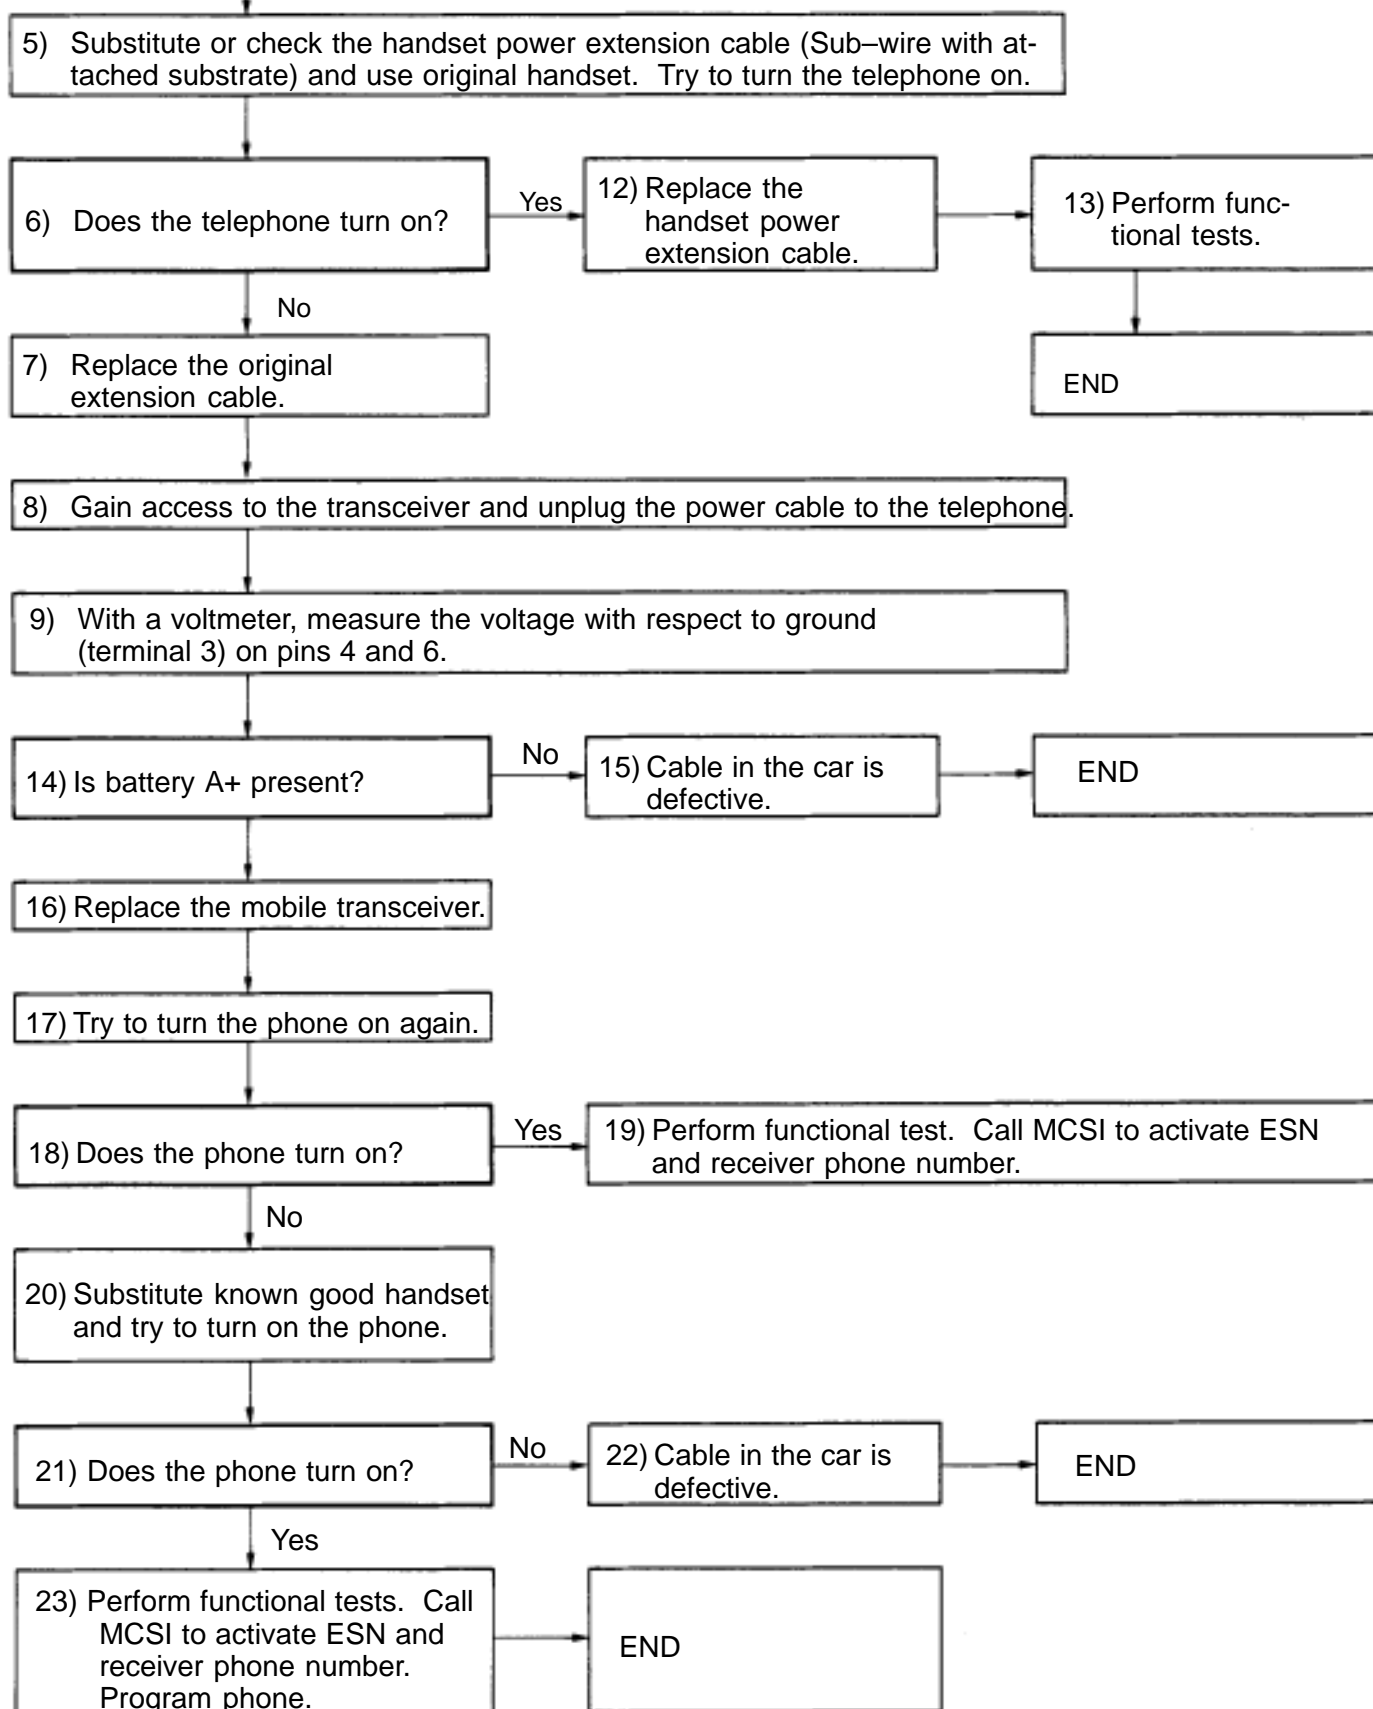 5) Substitute or check the handset power extension cable (Sub–wire with at-
tached substrate) and use original handset. Try to turn the telephone on.
6) Does the telephone turn on?
Yes
12) Replace the
handset power
extension cable.
13) Perform func-
tional tests.
No
END
7) Replace the original
extension cable.
8) Gain access to the transceiver and unplug the power cable to the telephone.
9) With a voltmeter, measure the voltage with respect to ground
(terminal 3) on pins 4 and 6.
14) Is battery A+ present?
No
15) Cable in the car is
defective.
END
16) Replace the mobile transceiver.
17) Try to turn the phone on again.
18) Does the phone turn on?
Yes
19) Perform functional test. Call MCSI to activate ESN
and receiver phone number.
No
20) Substitute known good handset
and try to turn on the phone.
21) Does the phone turn on?
No
22) Cable in the car is
defective.
END
Yes
23) Perform functional tests. Call
MCSI to activate ESN and
receiver phone number.
Program phone.
END